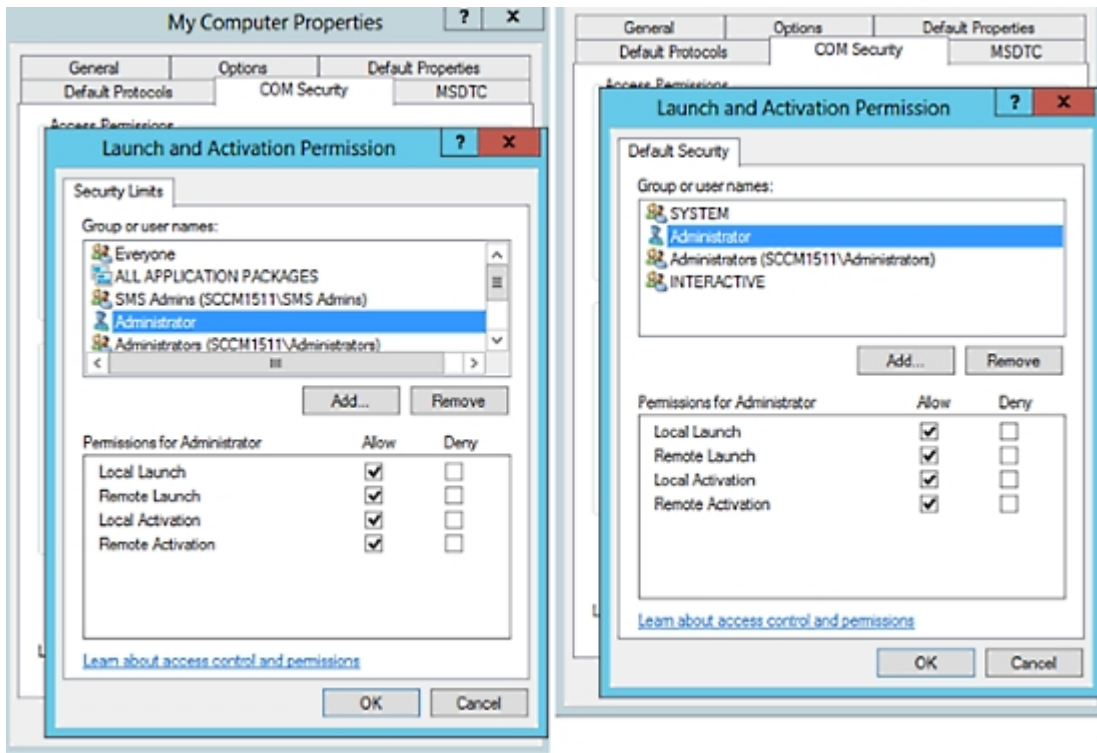 My Computer Properties
? x
General Options Default Properties
Default Protocols COM Security MSDTC
Access Permissions
Launch and Activation Permission
? x
Security Limits
Group or user names:
Everyone
ALL APPLICATION PACKAGES
SMS Admins (SCCM1511\SMS Admins)
Administrator
Administrators (SCCM1511\Administrators)
Add... Remove
Permissions for Administrator Allow Deny
Local Launch
Remote Launch
Local Activation
Remote Activation
Learn about access control and permissions
OK Cancel
General Options Default Properties
Default Protocols COM Security MSDTC
Access Permissions
Launch and Activation Permission
? x
Default Security
Group or user names:
SYSTEM
Administrator
Administrators (SCCM1511\Administrators)
INTERACTIVE
Add... Remove
Permissions for Administrator Allow Deny
Local Launch
Remote Launch
Local Activation
Remote Activation
Learn about access control and permissions
OK Cancel